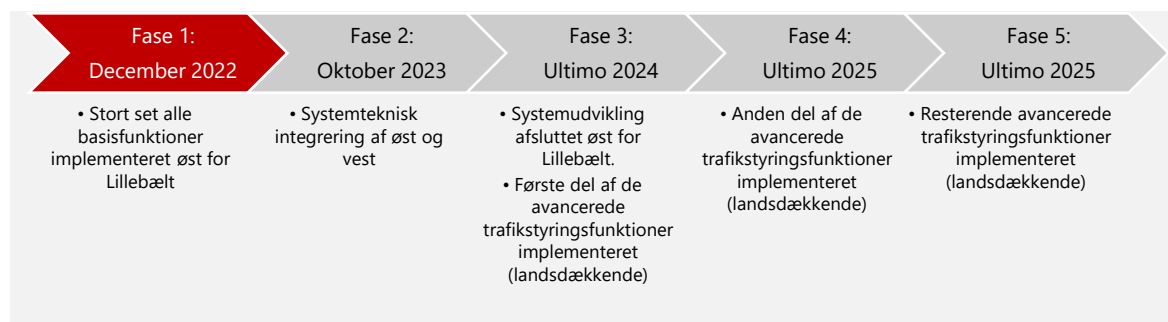 Fase 1:
December 2022
• Stort set alle
basisfunktioner
implementeret øst for
Lillebælt
Fase 2:
Oktober 2023
• Systemteknisk
integrering af øst og
vest
Fase 3:
Ultimo 2024
• Systemudvikling
afsluttet øst for
Lillebælt.
• Første del af de
avancerede
trafikstyringsfunktioner
implementeret
(landsdækkende)
Fase 4:
Ultimo 2025
• Anden del af de
avancerede
trafikstyringsfunktioner
implementeret
(landsdækkende)
Fase 5:
Ultimo 2025
• Resterende avancerede
trafikstyringsfunktioner
implementeret
(landsdækkende)